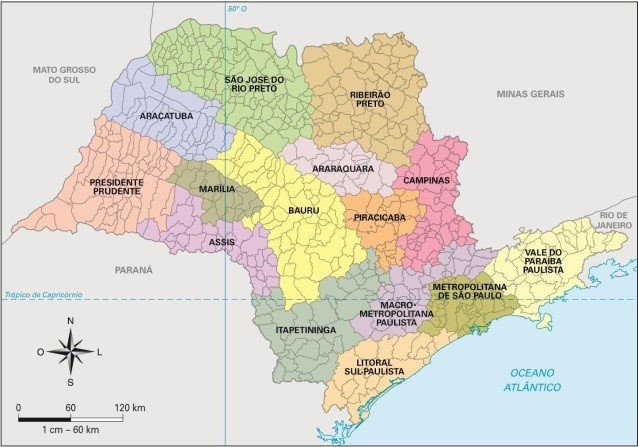 50º O
MATO GROSSO
DO SUL
SÃO JOSÉ DO
RIO PRETO
RIBEIRÃO
PRETO
MINAS GERAIS
ARAÇATUBA
ARARAQUARA
CAMPINAS
PRESIDENTE
PRUDENTE
MARÍLIA
BAURU
PIRACICABA
RIO DE
JANEIRO
ASSIS
VALE DO
PARAÍBA
PAULISTA
PARANÁ
METROPOLITANA
DE SÃO PAULO
Trópico de Capricórnio
MACRO-
METROPOLITANA
PAULISTA
ITAPETININGA
N
O
L
S
LITORAL
SUL-PAULISTA
OCEANO
ATLÂNTICO
0 60 120 km
1 cm – 60 km